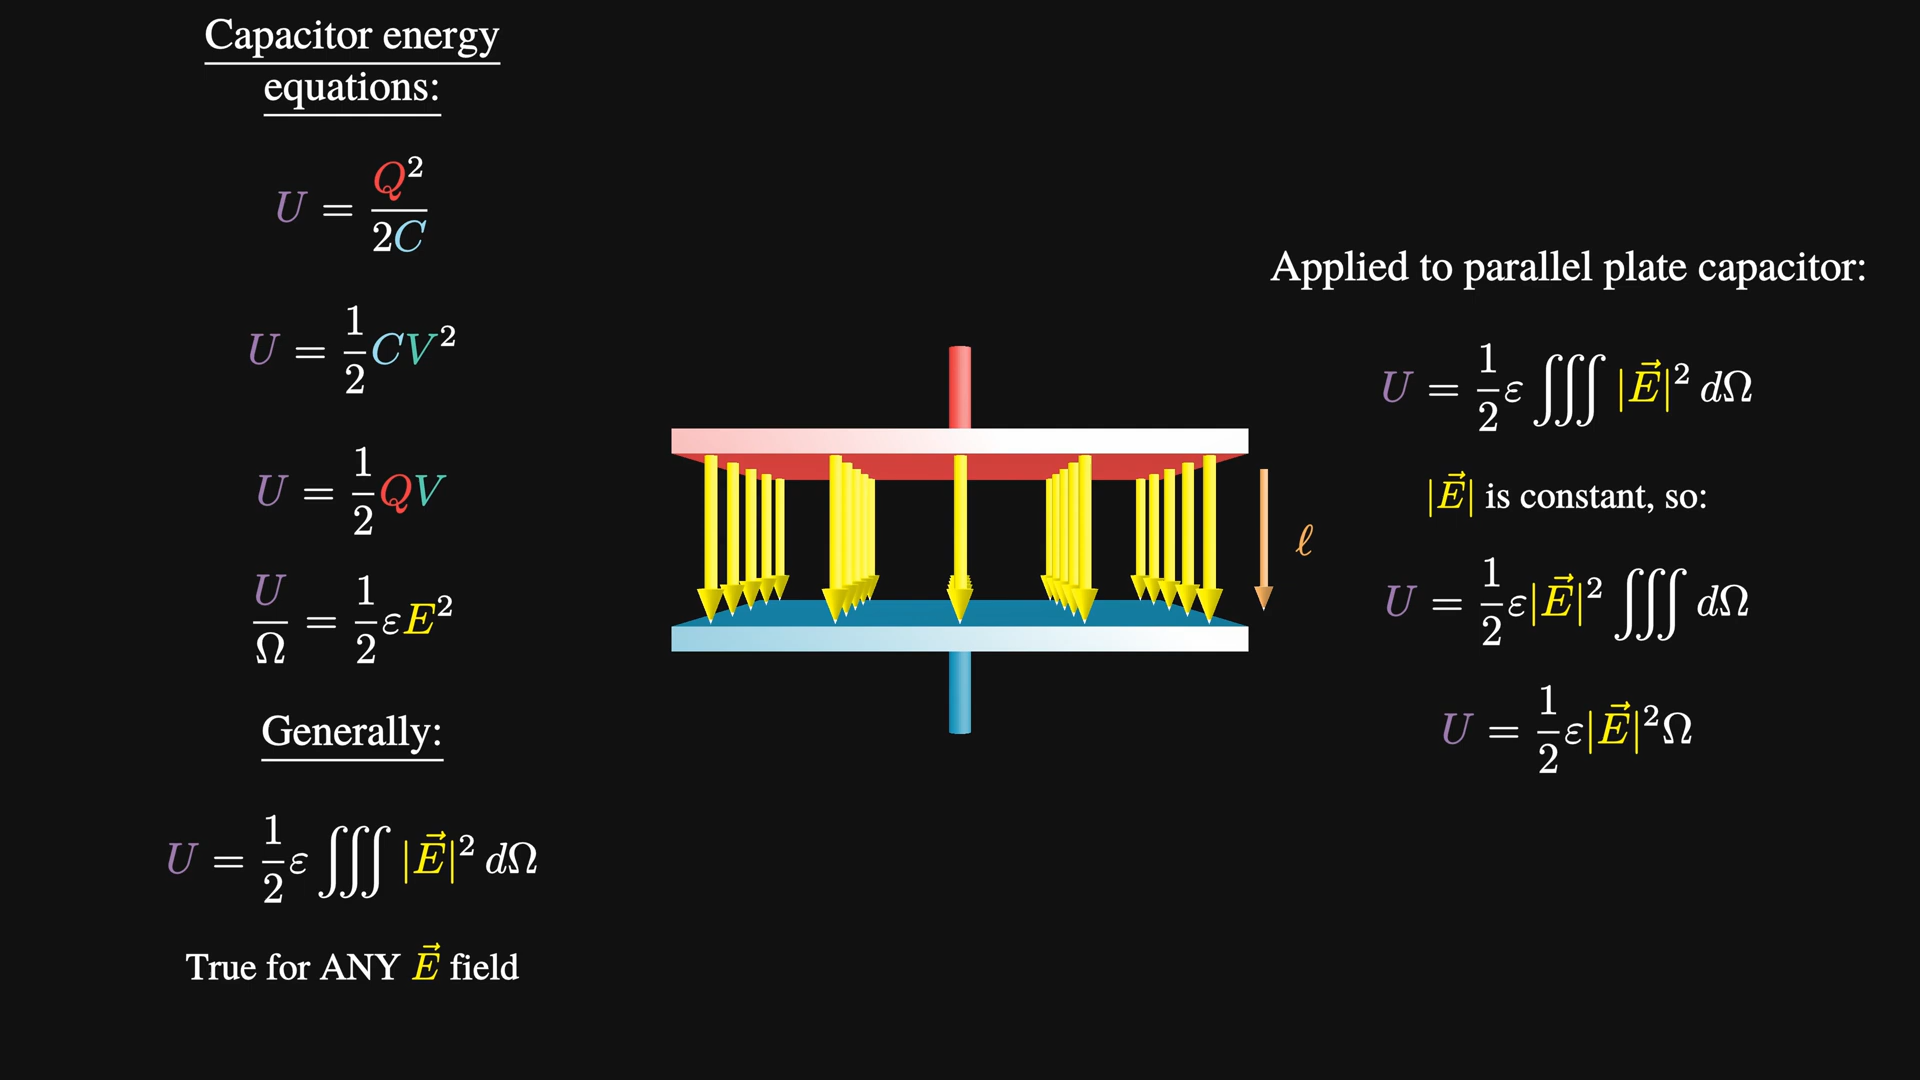 Capacitor energy
equations:
U = Q²/2C
U = 1/2 CV²
U = 1/2 QV
U/Ω = 1/2 εE²
Generally:
U = 1/2 ε ∭ |E⃗|² dΩ
True for ANY E⃗ field
ℓ
Applied to parallel plate capacitor:
U = 1/2 ε ∭ |E⃗|² dΩ
|E⃗| is constant, so:
U = 1/2 ε|E⃗|² ∭ dΩ
U = 1/2 ε|E⃗|²Ω